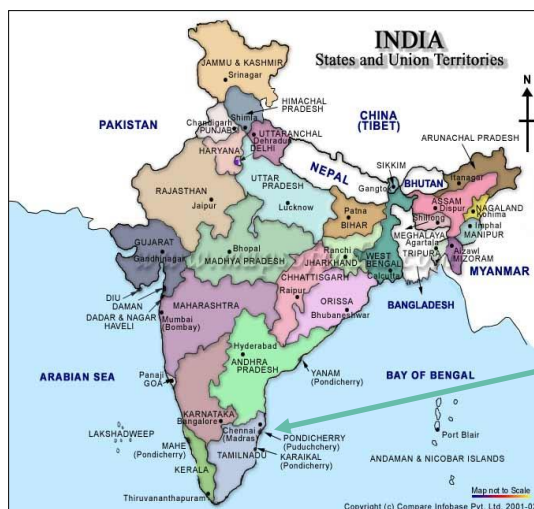 INDIA
States and Union Territories
N
JAMMU & KASHMIR
Srinagar
HIMACHAL
PRADESH
CHINA
(TIBET)
PAKISTAN
Chandigarh
Shimla
PUNJAB
UTTARANCHAL
Dehradun
HARYANA
DELHI
ARUNACHAL PRADESH
NEPAL
SIKKIM
BHUTAN
Itanagar
RAJASTHAN
Jaipur
UTTAR
PRADESH
Lucknow
Gangtok
ASSAM
Dispur
NAGALAND
Kohima
Patna
BIHAR
Shillong
MEGHALAYA
Imphal
MANIPUR
Agartala
TRIPURA
Aizawl
MIZORAM
GUJARAT
Gandhinagar
Bhopal
MADHYA PRADESH
Ranchi
JHARKHAND
WEST
BENGAL
Calcutta
MYANMAR
CHHATTISGARH
Raipur
BANGLADESH
DIU
DAMAN
DADAR & NAGAR
HAVELI
MAHARASHTRA
Mumbai
(Bombay)
ORISSA
Bhubaneshwar
Hyderabad
ANDHRA
PRADESH
YANAM
(Pondicherry)
ARABIAN SEA
BAY OF BENGAL
Panaji
GOA
KARNATAKA
Bangalore
Chennai
(Madras)
PONDICHERRY
(Puduchery)
LAKSHADWEEP
MAHE
(Pondicherry)
TAMILNADU
KARAIKAL
(Pondicherry)
Port Blair
ANDAMAN AND NICOBAR ISLANDS
KERALA
Thiruvananthapuram
Map not to Scale
Copyright (c) Compare Infobase Pvt. Ltd. 2001-02